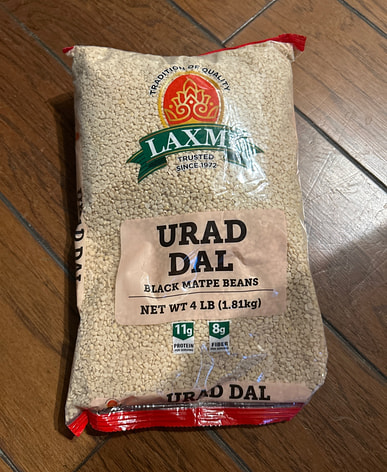 TRADITION OF QUALITY
LAXMI
TRUSTED
SINCE 1972
URAD
DAL
BLACK MATPE BEANS
NET WT 4 LB (1.81kg)
11g 8g
PROTEIN FIBER
URAD DAL